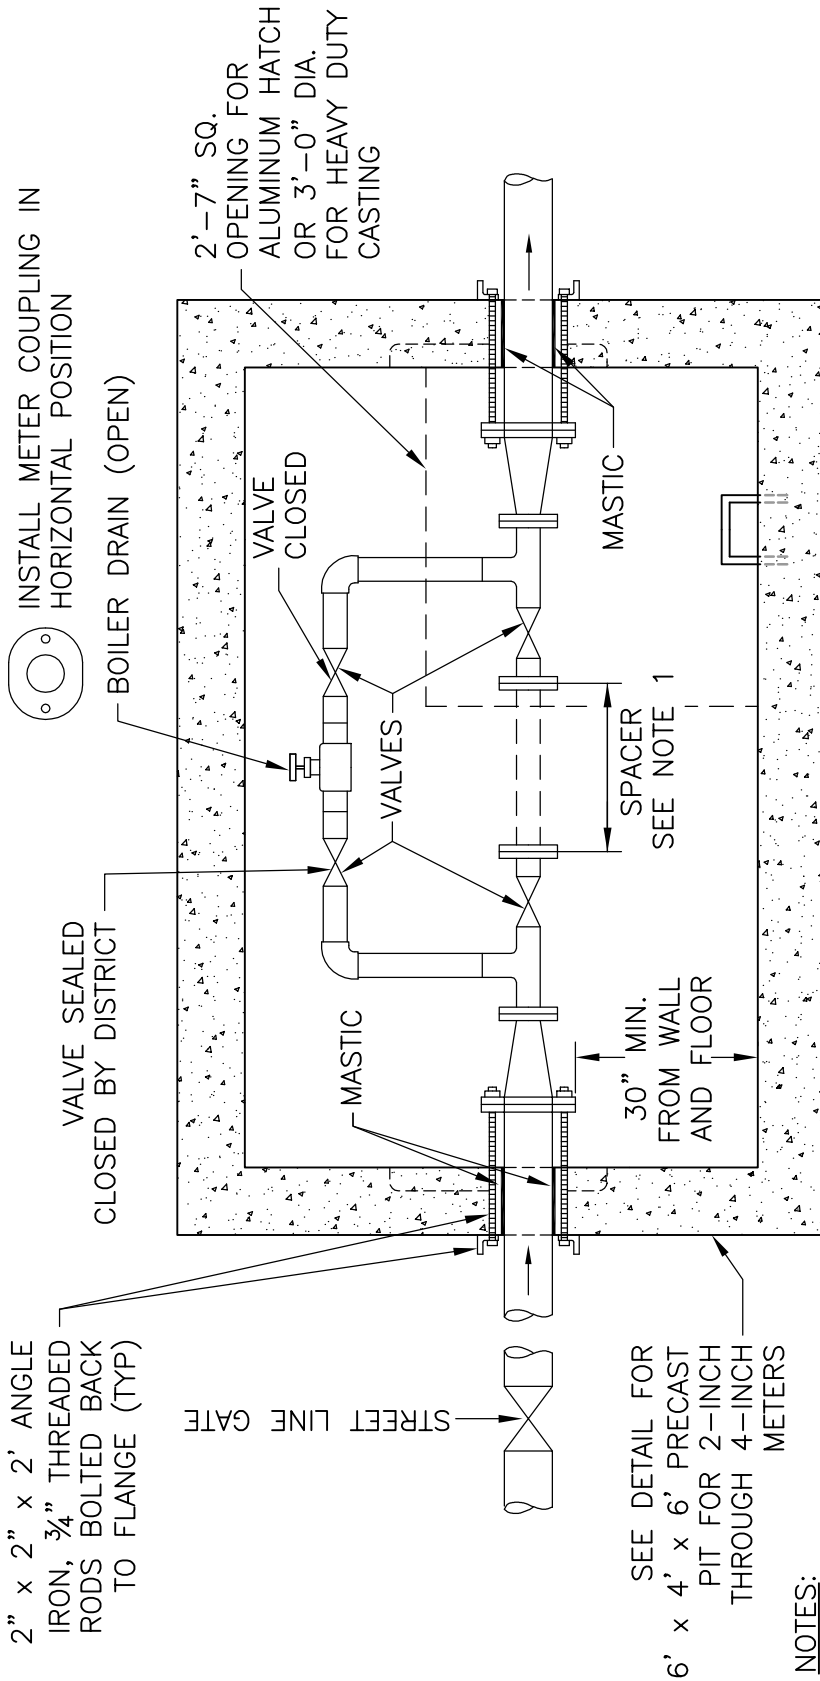 2" x 2" x 2' ANGLE
IRON, ¾" THREADED
RODS BOLTED BACK
TO FLANGE (TYP)
VALVE SEALED
CLOSED BY DISTRICT
INSTALL METER COUPLING IN
HORIZONTAL POSITION
BOILER DRAIN (OPEN)
2'-7" SQ.
OPENING FOR
ALUMINUM HATCH
OR 3'-0" DIA.
FOR HEAVY DUTY
CASTING
VALVE
CLOSED
MASTIC
VALVES
STREET LINE GATE
MASTIC
30" MIN.
FROM WALL
AND FLOOR
SPACER
SEE NOTE 1
SEE DETAIL FOR
6' x 4' x 6' PRECAST
PIT FOR 2-INCH
THROUGH 4-INCH
METERS
NOTES: